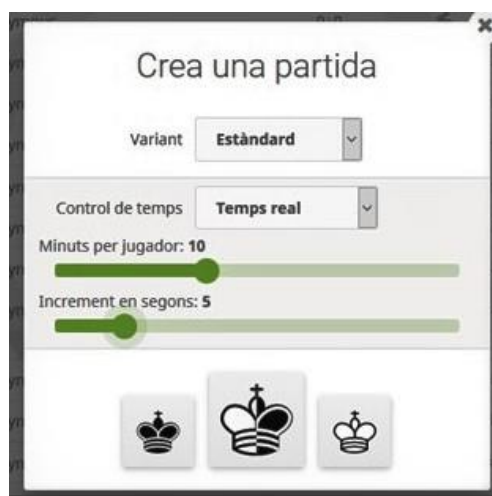 Crea una partida
Variant Estàndard
Control de temps Temps real
Minuts per jugador: 10
Increment en segons: 5